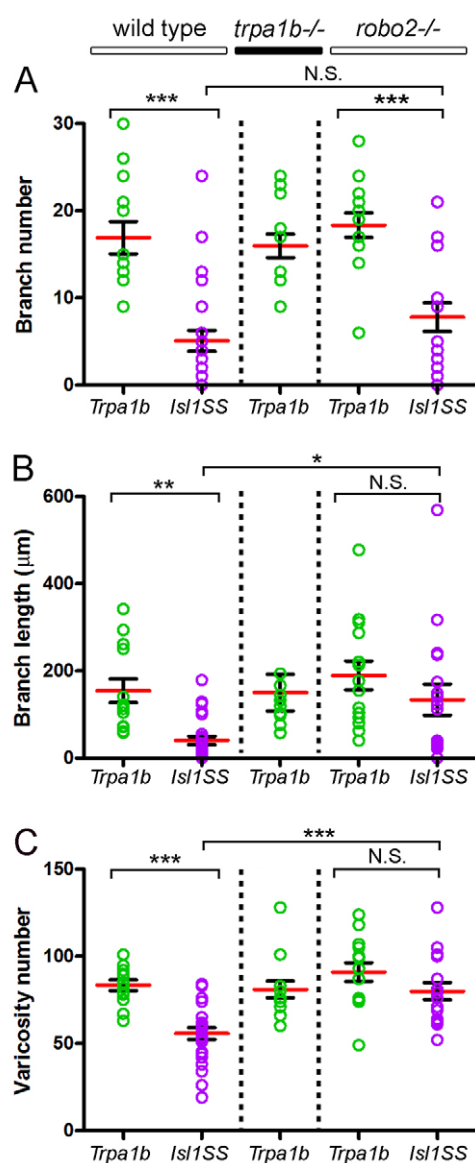 wild type trpa1b-/- robo2-/-
A
N.S.
*** ***
Branch number
30
20
10
0
Trpa1b Isl1SS Trpa1b Trpa1b Isl1SS
B
*
** N.S.
Branch length (μm)
600
400
200
0
Trpa1b Isl1SS Trpa1b Trpa1b Isl1SS
C
***
*** N.S.
Varicosity number
150
100
50
0
Trpa1b Isl1SS Trpa1b Trpa1b Isl1SS